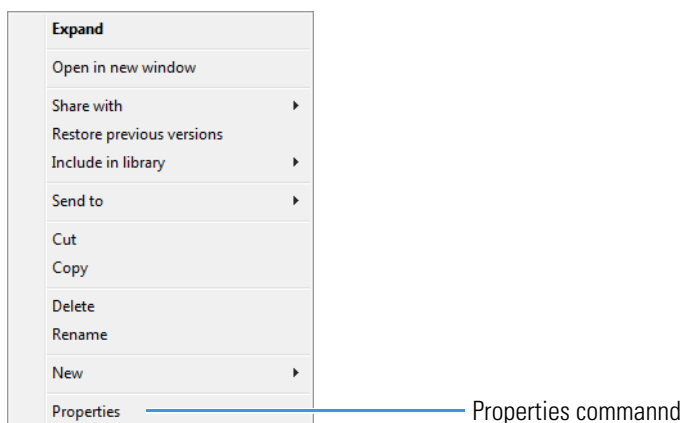 Expand
Open in new window
Share with
Restore previous versions
Include in library
Send to
Cut
Copy
Delete
Rename
New
Properties
Properties commannd